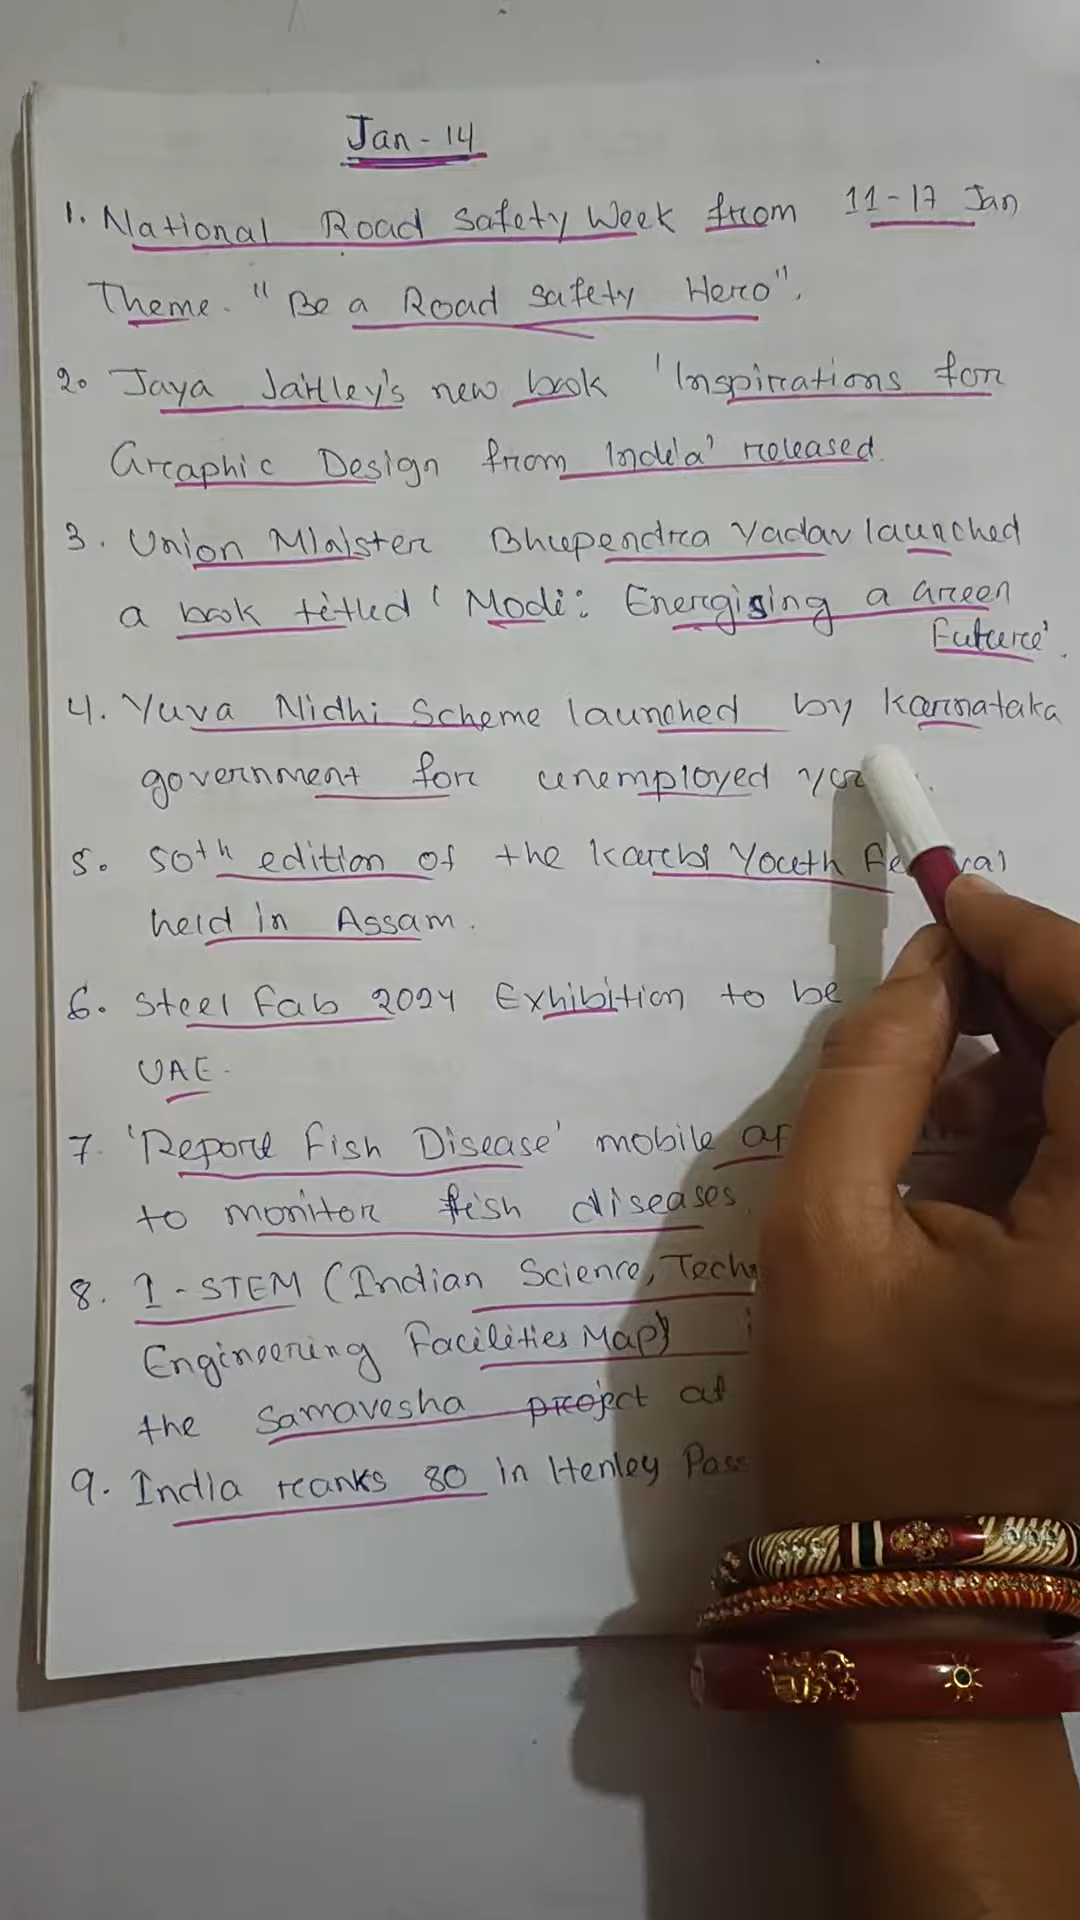 Jan - 14
1. National Road Safety Week from 11-17 Jan
Theme. "Be a Road Safety Hero".
2. Jaya Jaitley's new book 'Inspirations for
Graphic Design from India' released.
3. Union Minister Bhupendra Yadav launched
a book titled 'Modi: Energising a Green
Future'.
4. Yuva Nidhi Scheme launched by Karnataka
government for unemployed
5. 50th edition of the Karbi Youth
held in Assam.
6. Steel Fab 2024 Exhibition to be
UAE.
7. 'Report Fish Disease' mobile
to monitor fish diseases.
8. I-STEM (Indian Science,
Engineering Facilities Map)
the Samavesha project at
9. India ranks 80 in Henley